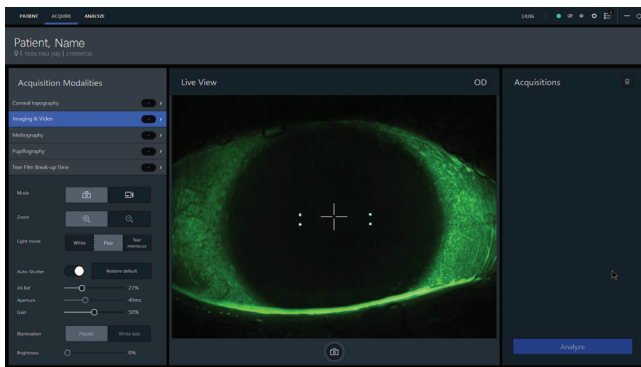 PATIENT ACQUIRE ANALYZE 14:06
Patient, Name
Acquisition Modalities
Corneal topography
Imaging & Video
Meibography
Pupillography
Tear Film Break-up Time
Mode
Zoom
Light mode White Fluo Tear meniscus
Auto-Shutter Restore default
AS Ref 27%
Aperture 40ms
Gain 50%
Illumination
Brightness 0%
Live View OD
Acquisitions
Analyze